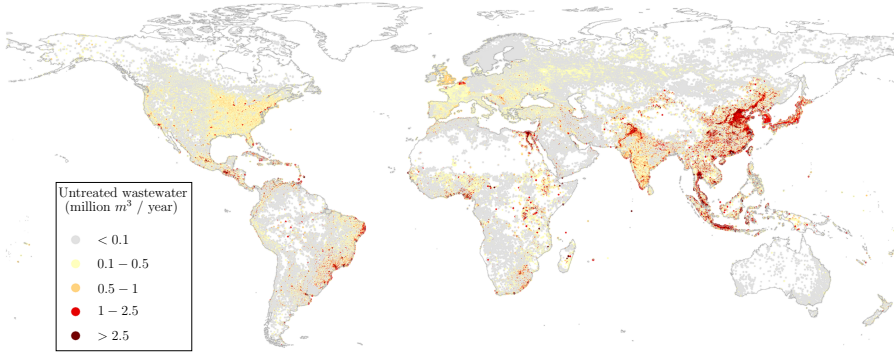 Untreated wastewater
(million m³ / year)
< 0.1
0.1 − 0.5
0.5 − 1
1 − 2.5
> 2.5